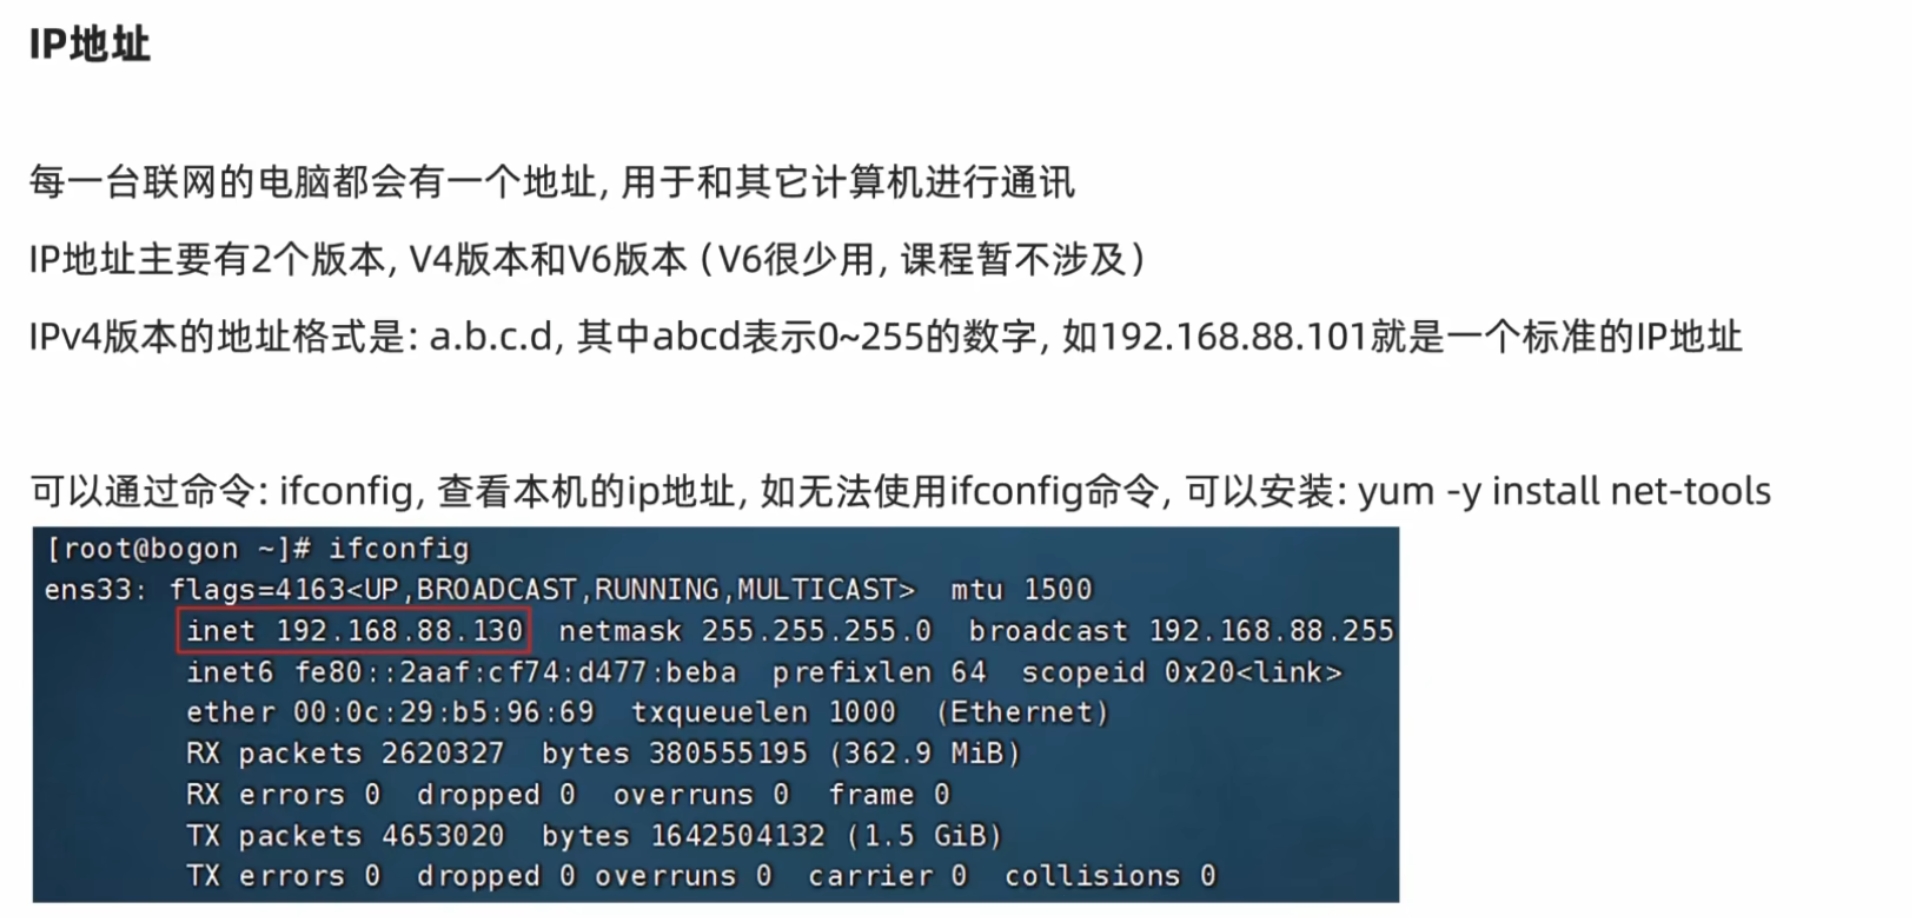 IP地址
每一台联网的电脑都会有一个地址, 用于和其它计算机进行通讯
IP地址主要有2个版本, V4版本和V6版本（V6很少用, 课程暂不涉及）
IPv4版本的地址格式是: a.b.c.d, 其中abcd表示0~255的数字, 如192.168.88.101就是一个标准的IP地址
可以通过命令: ifconfig, 查看本机的ip地址, 如无法使用ifconfig命令, 可以安装: yum -y install net-tools
[root@bogon ~]# ifconfig
ens33: flags=4163<UP,BROADCAST,RUNNING,MULTICAST>  mtu 1500
inet 192.168.88.130  netmask 255.255.255.0  broadcast 192.168.88.255
inet6 fe80::2aaf:cf74:d477:beba  prefixlen 64  scopeid 0x20<link>
ether 00:0c:29:b5:96:69  txqueuelen 1000  (Ethernet)
RX packets 2620327  bytes 380555195 (362.9 MiB)
RX errors 0  dropped 0  overruns 0  frame 0
TX packets 4653020  bytes 1642504132 (1.5 GiB)
TX errors 0  dropped 0 overruns 0  carrier 0  collisions 0